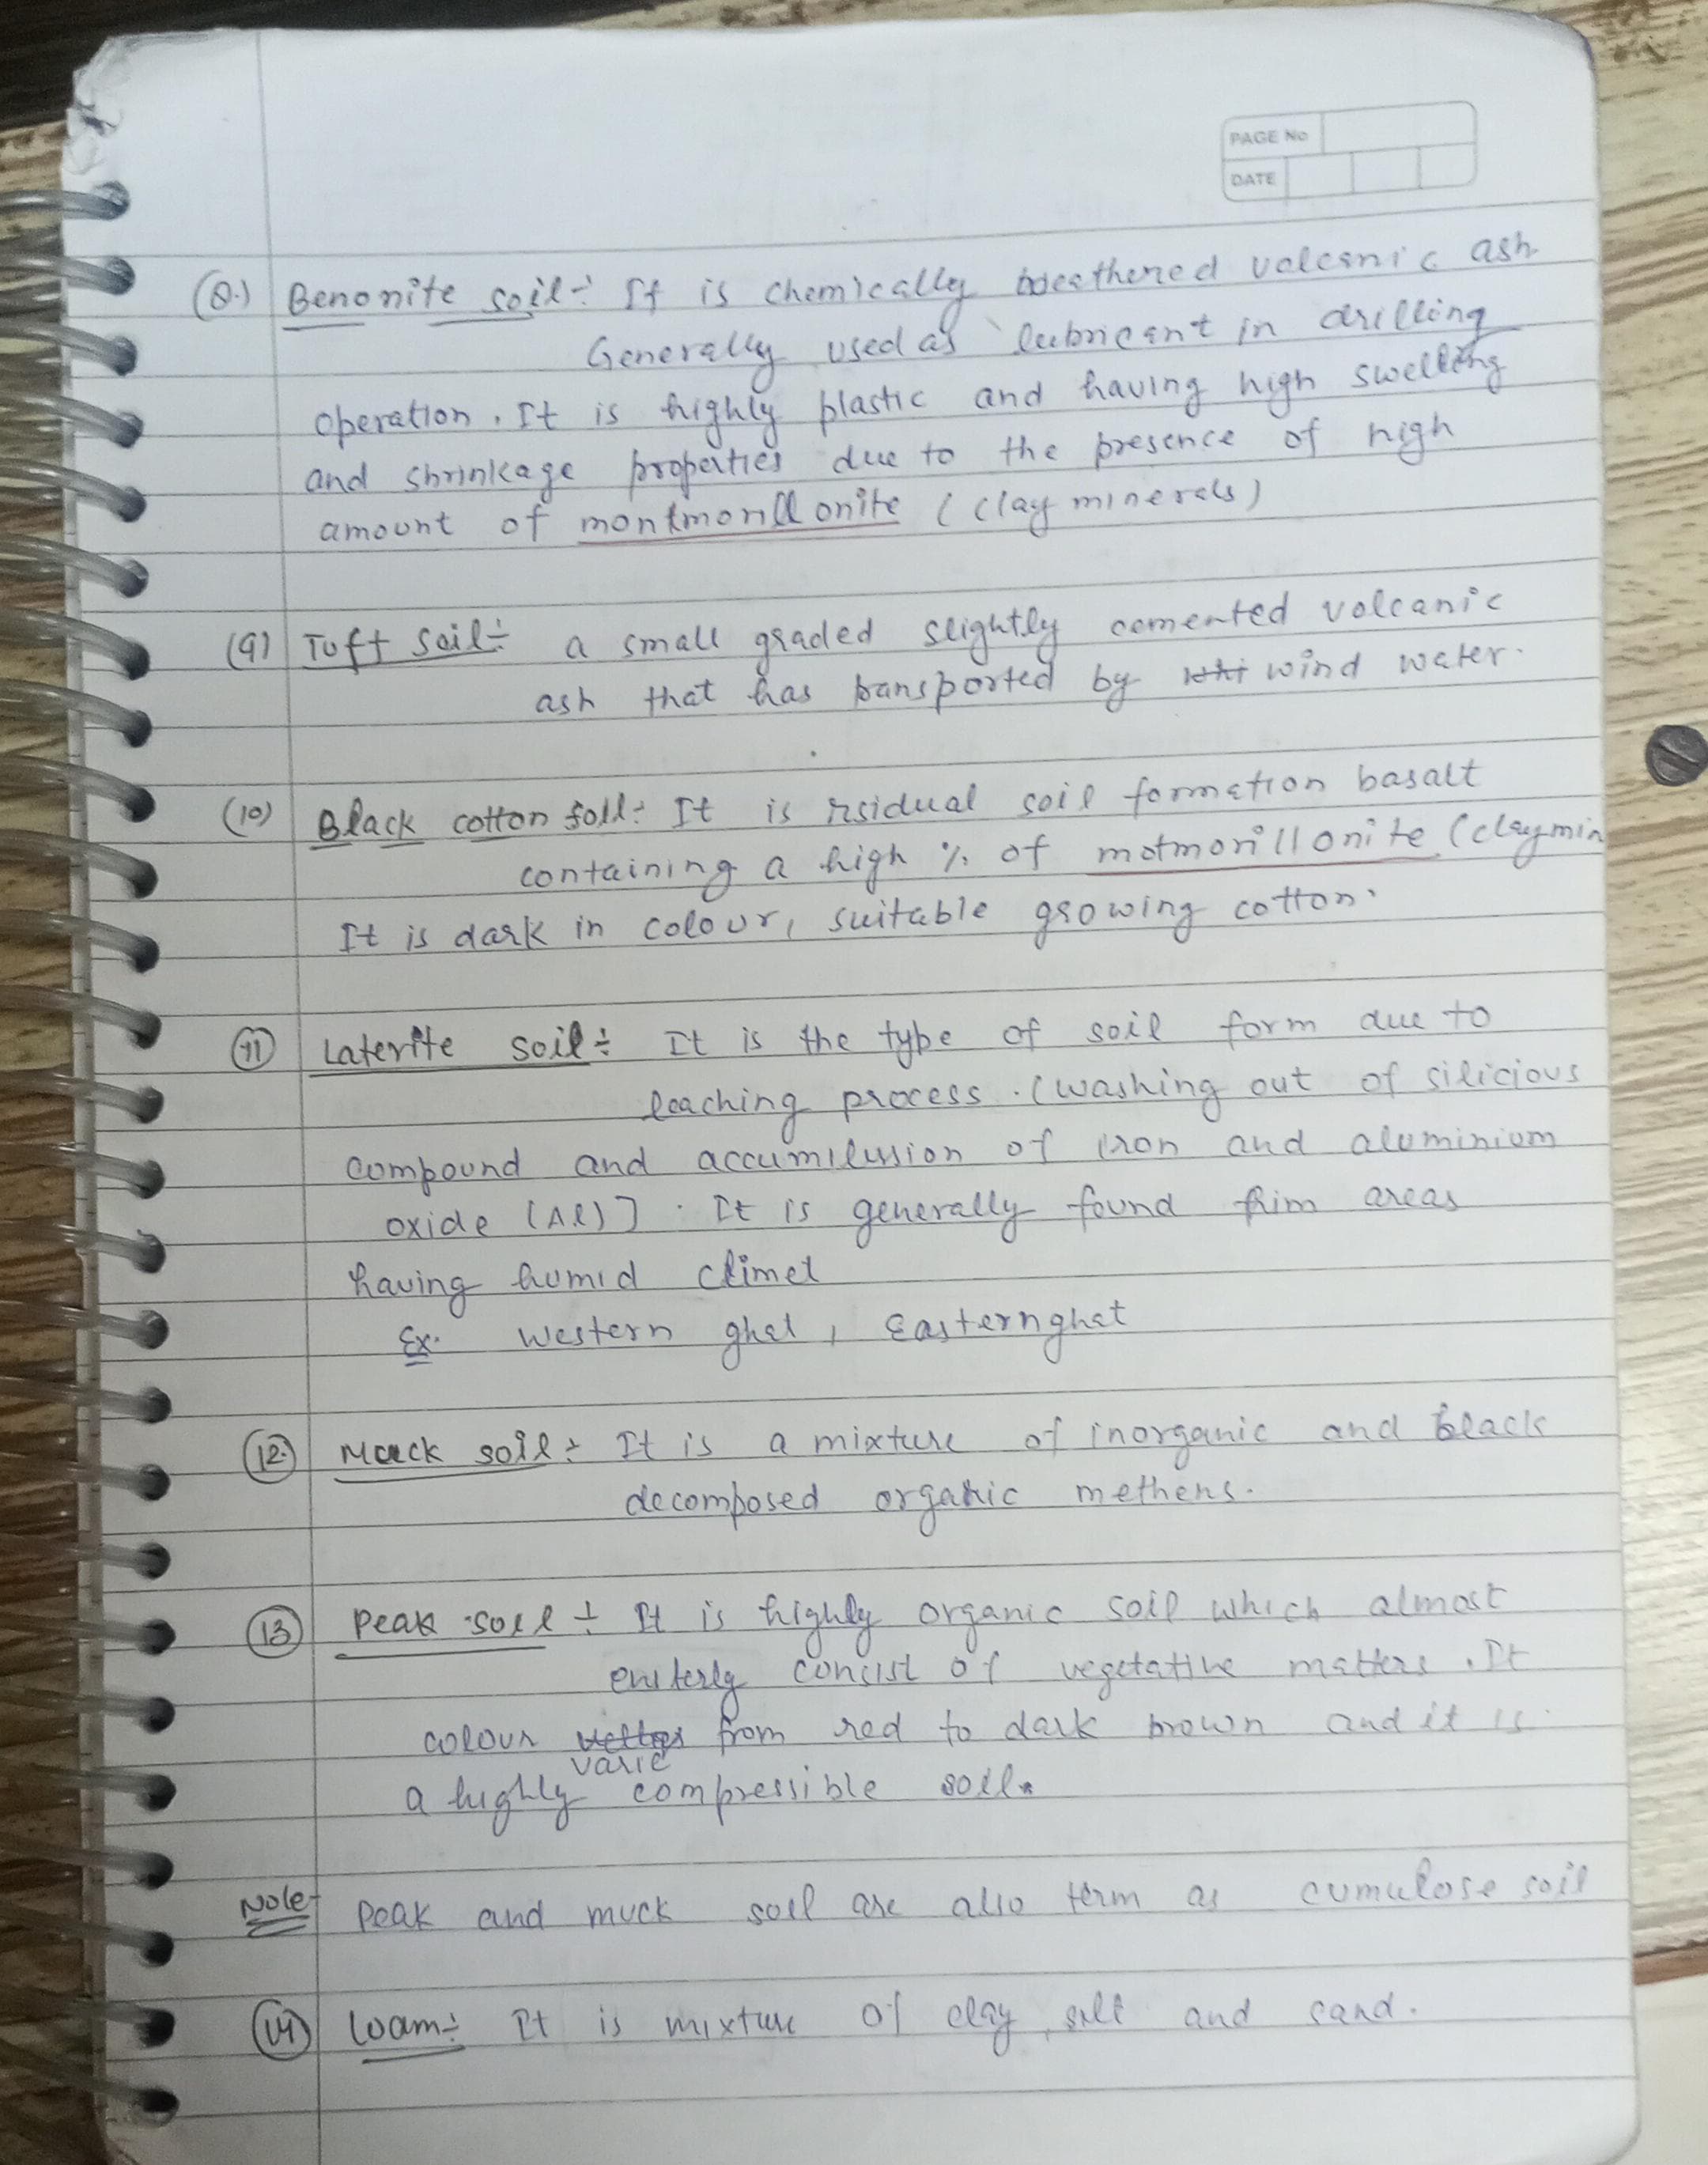 PAGE No
DATE
(8.) Benonite soil:- It is chemically weathered volcanic ash
Generally used as lubricant in drilling
operation. It is highly plastic and having high swelling
and shrinkage properties due to the presence of high
amount of montmorillonite (clay minerals)
(9) Tuft soil:- a small graded slightly cemented volcanic
ash that has transported by wind water.
(10) Black cotton soil:- It is rsidual soil formation basalt
containing a high % of motmorillonite (clay min
It is dark in colour, suitable growing cotton.
(11) Laterite soil:- It is the type of soil form due to
leaching process. (washing out of silicious
compound and accumilusion of iron and aluminium
oxide (Al)]. It is generally found frim areas
having humid climet
Ex. western ghat, Easternghat
(12.) Muck soil:- It is a mixture of inorganic and black
decomposed organic methens.
(13) Peak soil:- It is highly organic soil which almost
eniterly consist of vegetative matters. It
colour varie from red to dark brown and it is
a highly compressible soil.
Note- Peak and muck soil are also term as cumulose soil
(14) Loam:- It is mixture of clay, silt and sand.